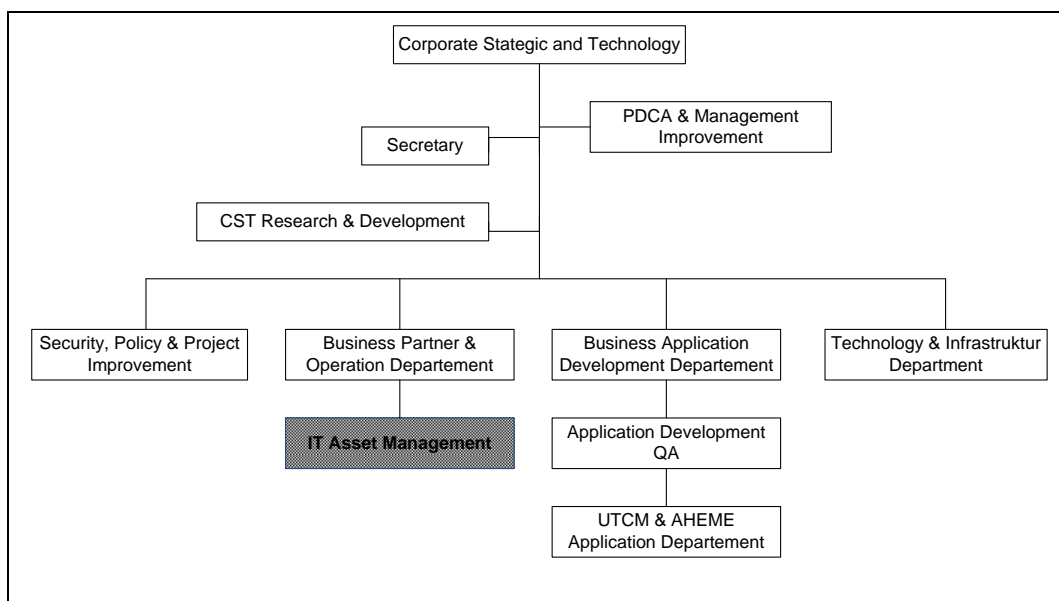 Corporate Stategic and Technology
PDCA & Management
Improvement
Secretary
CST Research & Development
Security, Policy & Project
Improvement
Business Partner &
Operation Departement
Business Application
Development Departement
Technology & Infrastruktur
Department
IT Asset Management
Application Development
QA
UTCM & AHEME
Application Departement